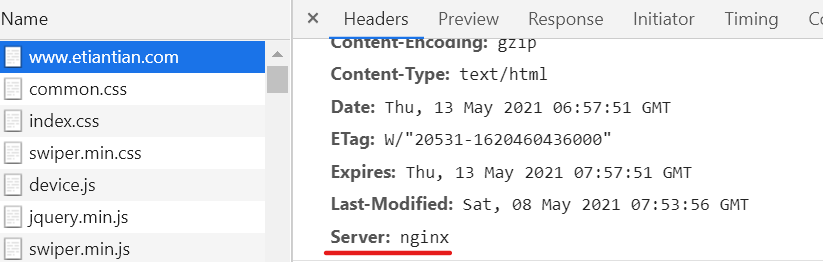 Name
www.etiantian.com
common.css
index.css
swiper.min.css
device.js
jquery.min.js
swiper.min.js
× Headers Preview Response Initiator Timing
Content-Encoding: gzip
Content-Type: text/html
Date: Thu, 13 May 2021 06:57:51 GMT
ETag: W/"20531-1620460436000"
Expires: Thu, 13 May 2021 07:57:51 GMT
Last-Modified: Sat, 08 May 2021 07:53:56 GMT
Server: nginx